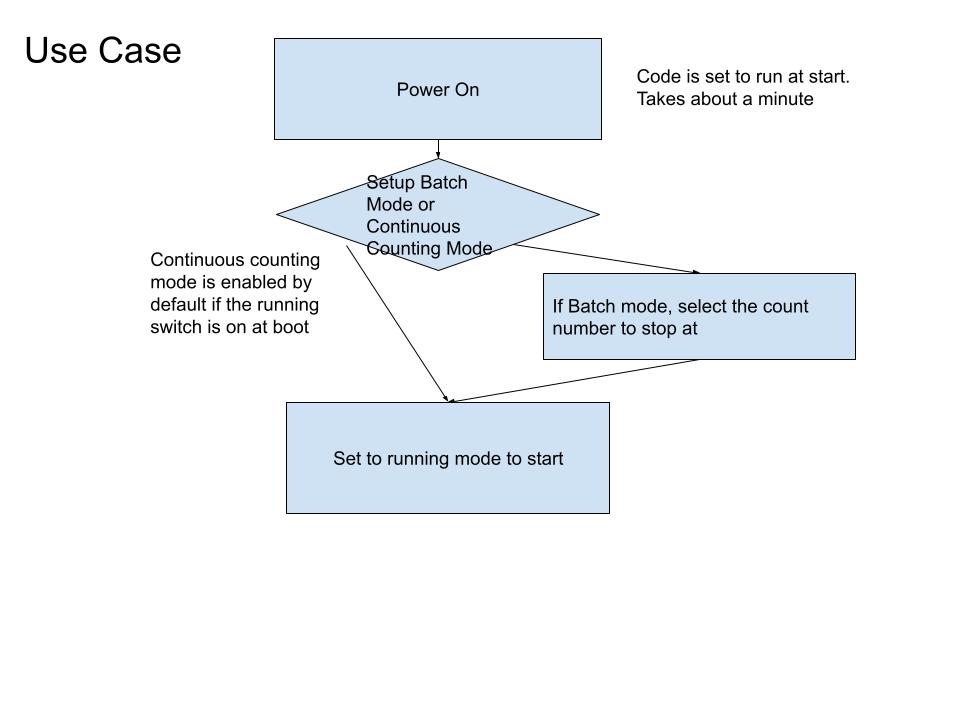 Use Case
Power On
Code is set to run at start.
Takes about a minute
Setup Batch
Mode or
Continuous
Counting Mode
Continuous counting
mode is enabled by
default if the running
switch is on at boot
If Batch mode, select the count
number to stop at
Set to running mode to start